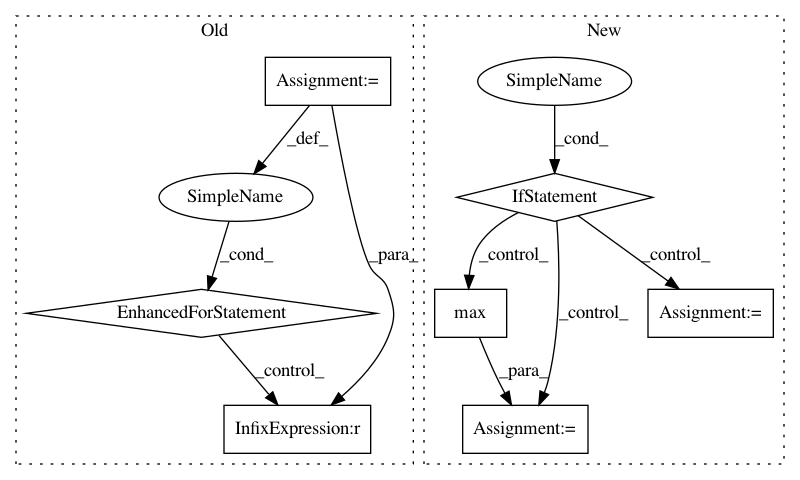 Old
New
Assignment:=
SimpleName
_def_
_cond_
SimpleName
IfStatement
_cond_
_para_
_control_
_control_
EnhancedForStatement
max
_control_
Assignment:=
_control_
_para_
InfixExpression:r
Assignment:=